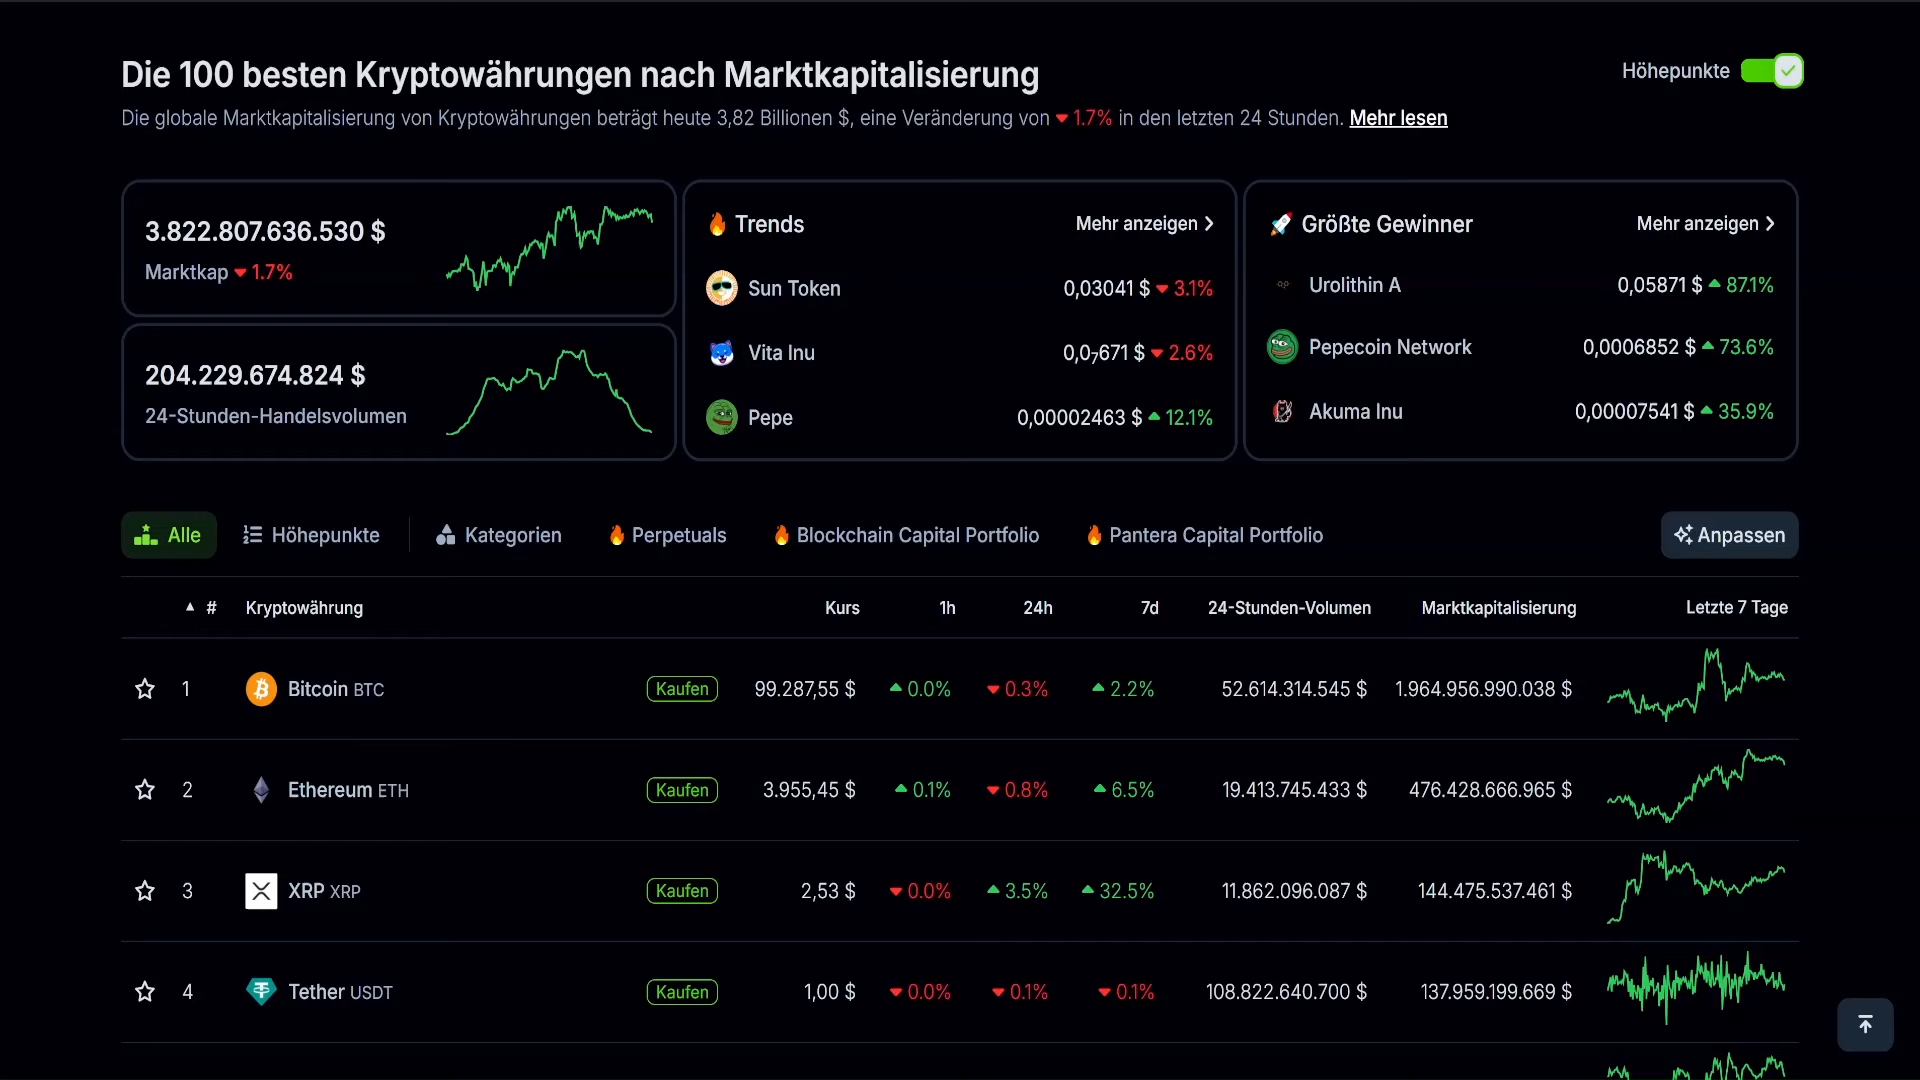 Die 100 besten Kryptowährungen nach Marktkapitalisierung
Höhepunkte
Die globale Marktkapitalisierung von Kryptowährungen beträgt heute 3,82 Billionen $, eine Veränderung von 1.7% in den letzten 24 Stunden. Mehr lesen
3.822.807.636.530 $
Marktkap 1.7%
204.229.674.824 $
24-Stunden-Handelsvolumen
Trends Mehr anzeigen
Sun Token 0,03041 $ 3.1%
Vita Inu 0,0₇671 $ 2.6%
Pepe 0,00002463 $ 12.1%
Größte Gewinner Mehr anzeigen
Urolithin A 0,05871 $ 87.1%
Pepecoin Network 0,0006852 $ 73.6%
Akuma Inu 0,00007541 $ 35.9%
Alle Höhepunkte Kategorien Perpetuals Blockchain Capital Portfolio Pantera Capital Portfolio Anpassen
# Kryptowährung Kurs 1h 24h 7d 24-Stunden-Volumen Marktkapitalisierung Letzte 7 Tage
1 Bitcoin BTC Kaufen 99.287,55 $ 0.0% 0.3% 2.2% 52.614.314.545 $ 1.964.956.990.038 $
2 Ethereum ETH Kaufen 3.955,45 $ 0.1% 0.8% 6.5% 19.413.745.433 $ 476.428.666.965 $
3 XRP XRP Kaufen 2,53 $ 0.0% 3.5% 32.5% 11.862.096.087 $ 144.475.537.461 $
4 Tether USDT Kaufen 1,00 $ 0.0% 0.1% 0.1% 108.822.640.700 $ 137.959.199.669 $